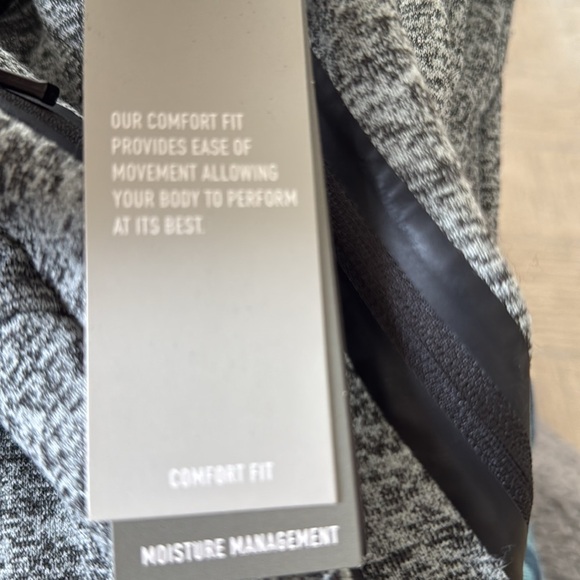 OUR COMFORT FIT
PROVIDES EASE OF
MOVEMENT ALLOWING
YOUR BODY TO PERFORM
AT ITS BEST.
COMFORT FIT
MOISTURE MANAGEMENT